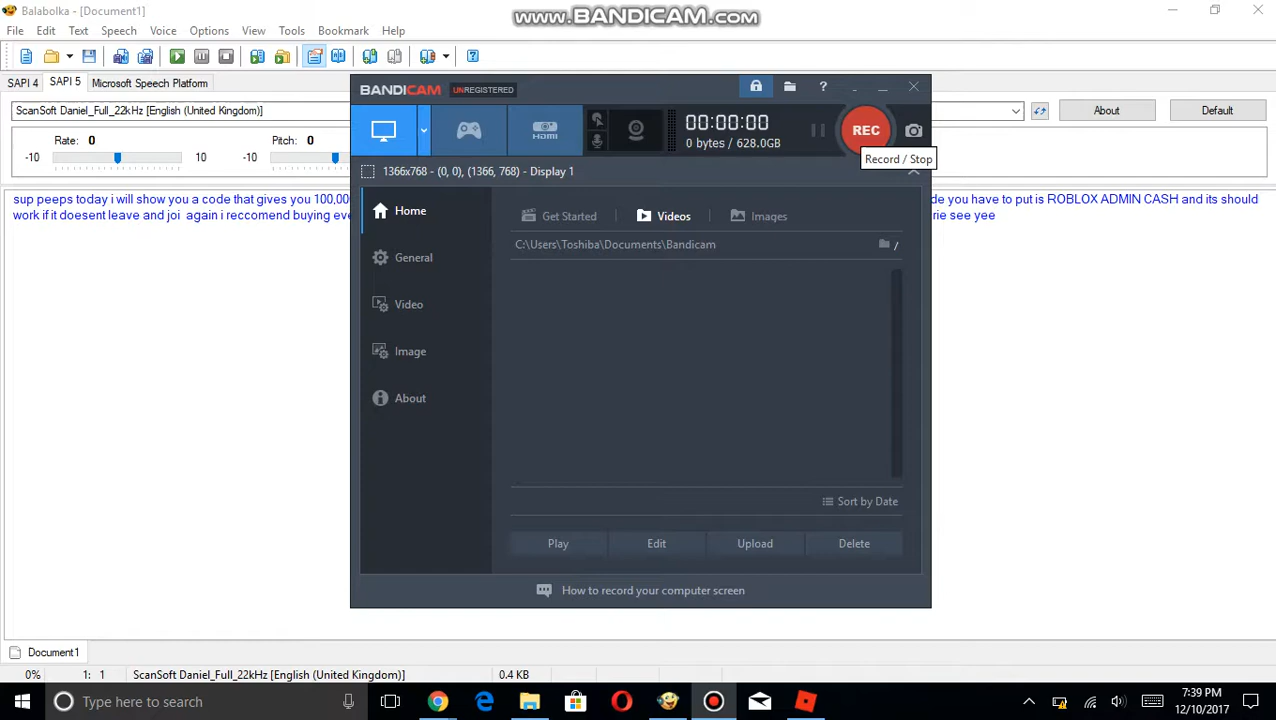 Balabolka - [Document1]
www.BANDICAM.com
File Edit Text Speech Voice Options View Tools Bookmark Help
SAPI 4 SAPI 5 Microsoft Speech Platform
BANDICAM UNREGISTERED
ScanSoft Daniel_Full_22kHz [English (United Kingdom)]
About Default
REC
00:00:00
0 bytes / 628.0GB
HDMI
Rate: 0 Pitch: 0
-10 10 -10
Record / Stop
1366x768 - (0, 0), (1366, 768) - Display 1
sup peeps today i will show you a code that gives you 100,00
de you have to put is ROBLOX ADMIN CASH and its should
work if it doesent leave and joi again i reccomend buying eve
rie see yee
Home
Get Started Videos Images
C:\Users\Toshiba\Documents\Bandicam /
General
Video
Image
About
Sort by Date
Play Edit Upload Delete
How to record your computer screen
Document1
0% 1: 1 ScanSoft Daniel_Full_22kHz [English (United Kingdom)] 0.4 KB
Type here to search
7:39 PM
12/10/2017